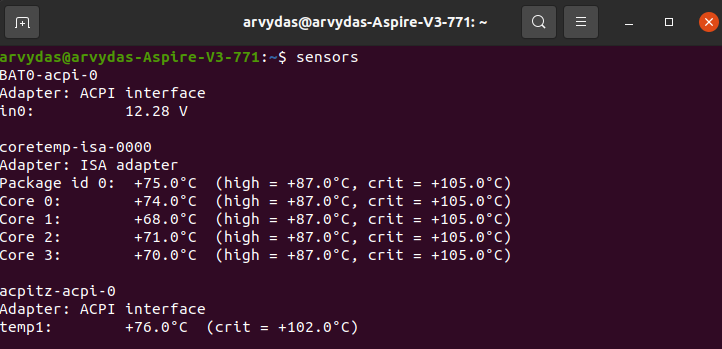 arvydas@arvydas-Aspire-V3-771: ~
arvydas@arvydas-Aspire-V3-771:~$ sensors
BAT0-acpi-0
Adapter: ACPI interface
in0:          12.28 V

coretemp-isa-0000
Adapter: ISA adapter
Package id 0:  +75.0°C  (high = +87.0°C, crit = +105.0°C)
Core 0:        +74.0°C  (high = +87.0°C, crit = +105.0°C)
Core 1:        +68.0°C  (high = +87.0°C, crit = +105.0°C)
Core 2:        +71.0°C  (high = +87.0°C, crit = +105.0°C)
Core 3:        +70.0°C  (high = +87.0°C, crit = +105.0°C)

acpitz-acpi-0
Adapter: ACPI interface
temp1:        +76.0°C  (crit = +102.0°C)